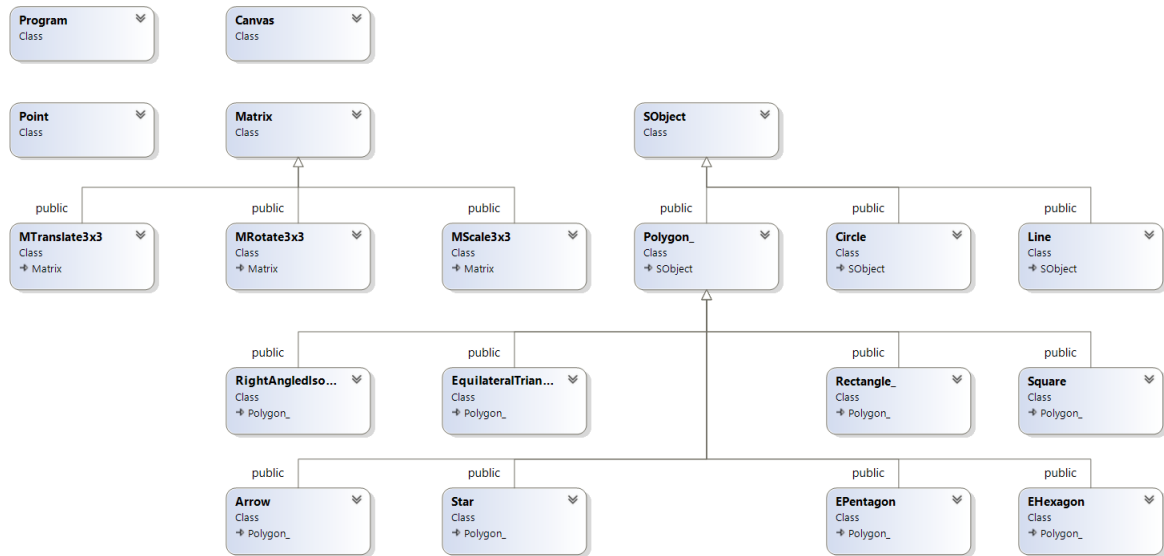 Program
Class
Canvas
Class
Point
Class
Matrix
Class
SObject
Class
public
public
public
public
public
public
MTranslate3x3
Class
Matrix
MRotate3x3
Class
Matrix
MScale3x3
Class
Matrix
Polygon_
Class
SObject
Circle
Class
SObject
Line
Class
SObject
public
public
public
public
RightAngledIso...
Class
Polygon_
EquilateralTrian...
Class
Polygon_
Rectangle_
Class
Polygon_
Square
Class
Polygon_
public
public
public
public
Arrow
Class
Polygon_
Star
Class
Polygon_
EPentagon
Class
Polygon_
EHexagon
Class
Polygon_